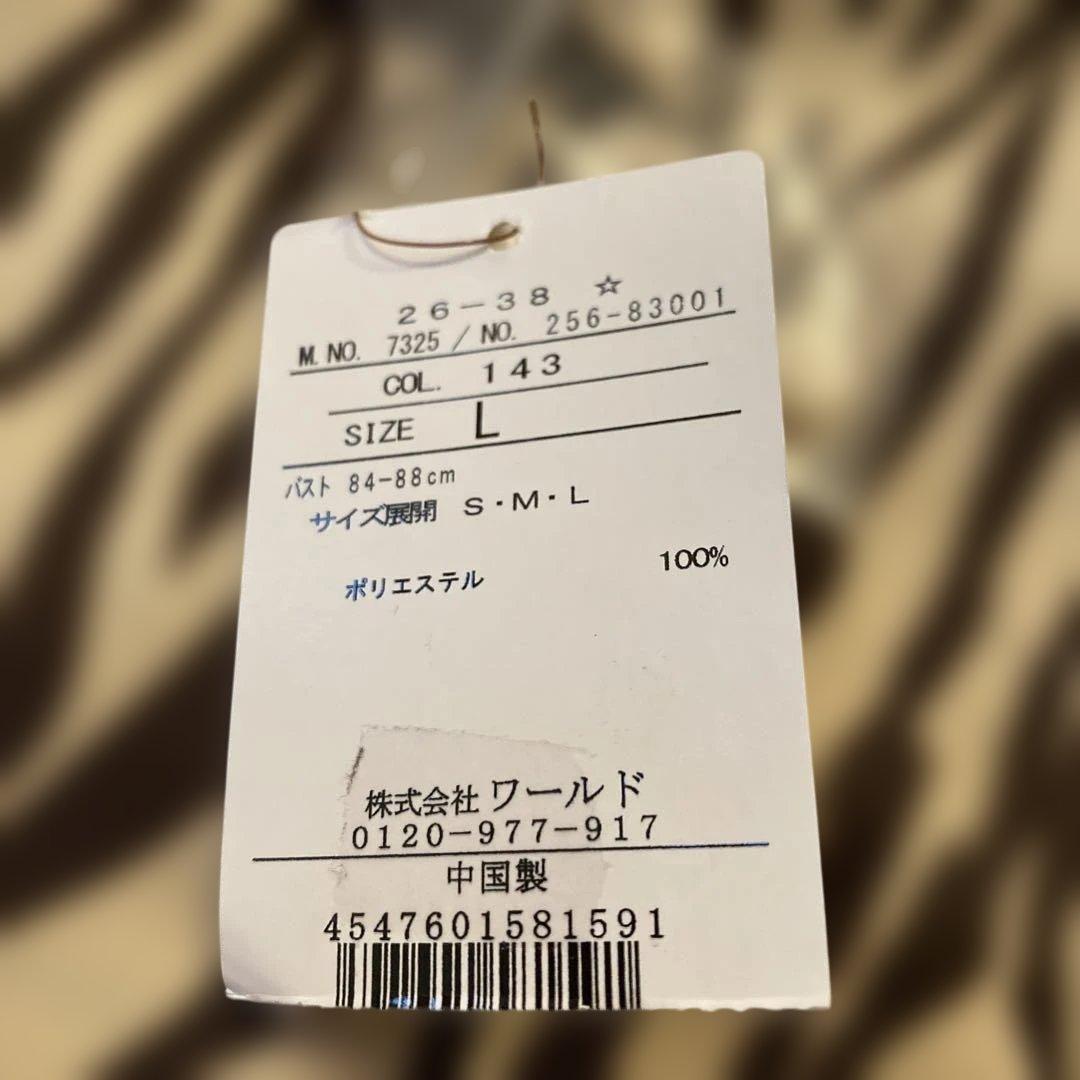 26-38 ☆
M.NO. 7325 / NO. 256-83001
COL. 143
SIZE L
バスト 84-88cm
サイズ展開 S・M・L
ポリエステル 100%
株式会社 ワールド
0120-977-917
中国製
4547601581591